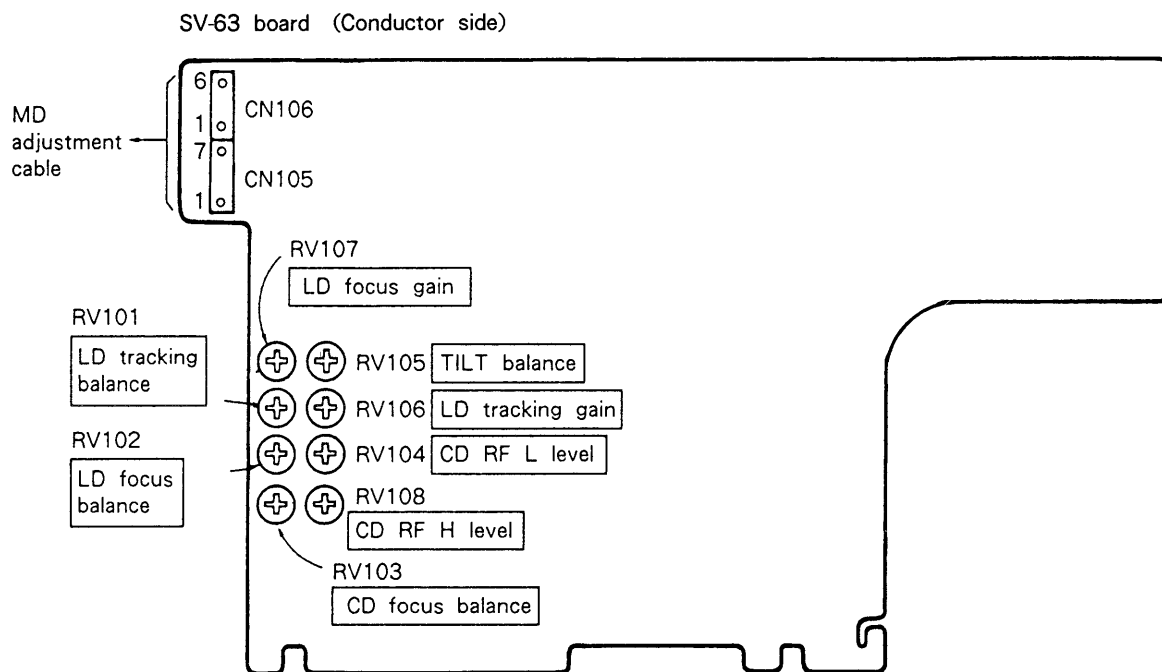 SV-63 board (Conductor side)
MD
adjustment
cable
6
1
CN106
7
1
CN105
RV107
LD focus gain
RV101
LD tracking
balance
RV105 TILT balance
RV106 LD tracking gain
RV102
LD focus
balance
RV104 CD RF L level
RV108
CD RF H level
RV103
CD focus balance